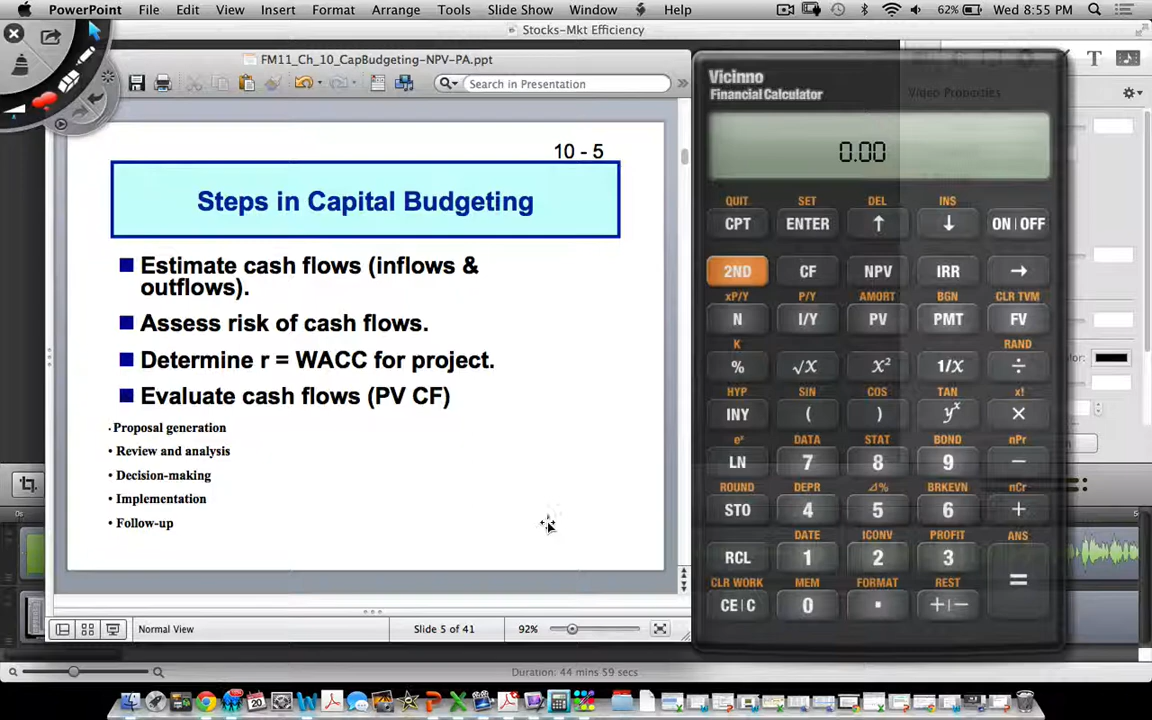 PowerPoint File Edit View Insert Format Arrange Tools Slide Show Window Help 62% Wed 8:55 PM
Stocks-Mkt Efficiency
FM11_Ch_10_CapBudgeting-NPV-PA.ppt
Search in Presentation
10 - 5
Steps in Capital Budgeting
Estimate cash flows (inflows &
outflows).
Assess risk of cash flows.
Determine r = WACC for project.
Evaluate cash flows (PV CF)
· Proposal generation
• Review and analysis
• Decision-making
• Implementation
• Follow-up
Normal View Slide 5 of 41 92%
Duration: 44 mins 59 secs
Vicinno
Financial Calculator
Video Properties
0.00
QUIT SET DEL INS
CPT ENTER ↑ ↓ ON|OFF
2ND CF NPV IRR →
xP/Y P/Y AMORT BGN CLR TVM
N I/Y PV PMT FV
K RAND
% √X X² 1/X ÷
HYP SIN COS TAN x!
INY ( ) yˣ ×
eˣ DATA STAT BOND nPr
LN 7 8 9 −
ROUND DEPR ⊿% BRKEVN nCr
STO 4 5 6 +
DATE ICONV PROFIT ANS
RCL 1 2 3 =
CLR WORK MEM FORMAT REST
CE|C 0 . +|−